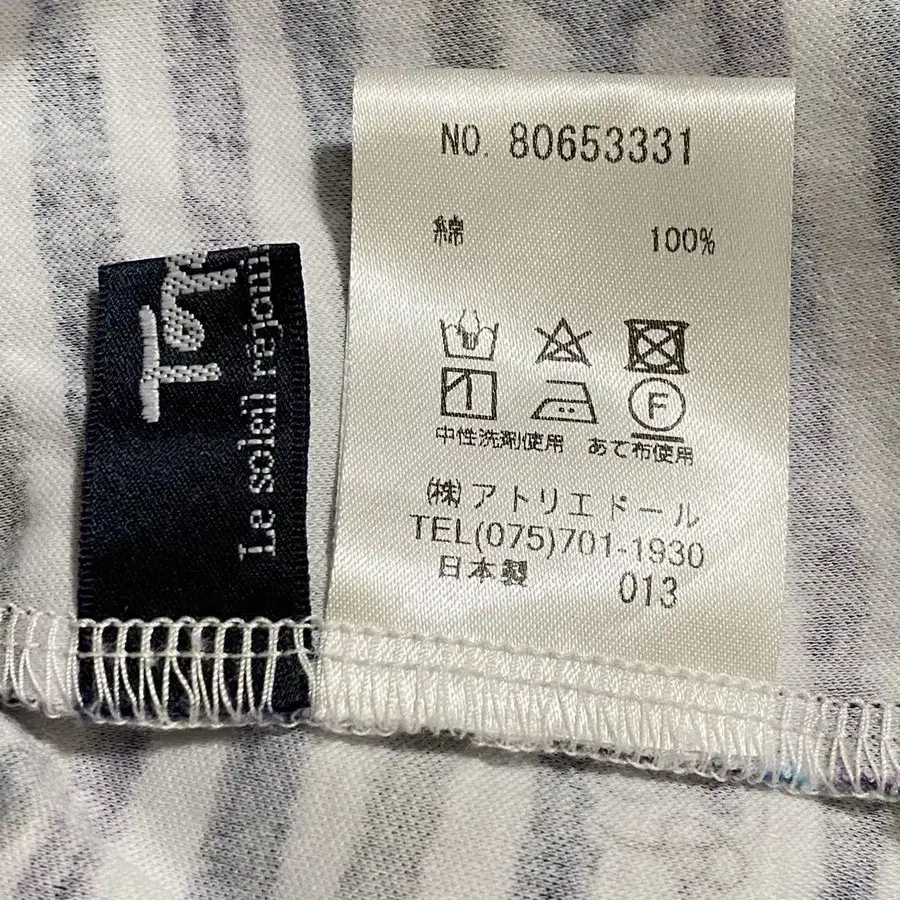 NO. 80653331
綿 100%
中性洗剤使用 あて布使用
㈱アトリエドール
TEL(075)701-1930
日本製 013
Le soleil réjoui
F